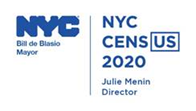 NYC
Bill de Blasio
Mayor
NYC
CENSUS
2020
Julie Menin
Director